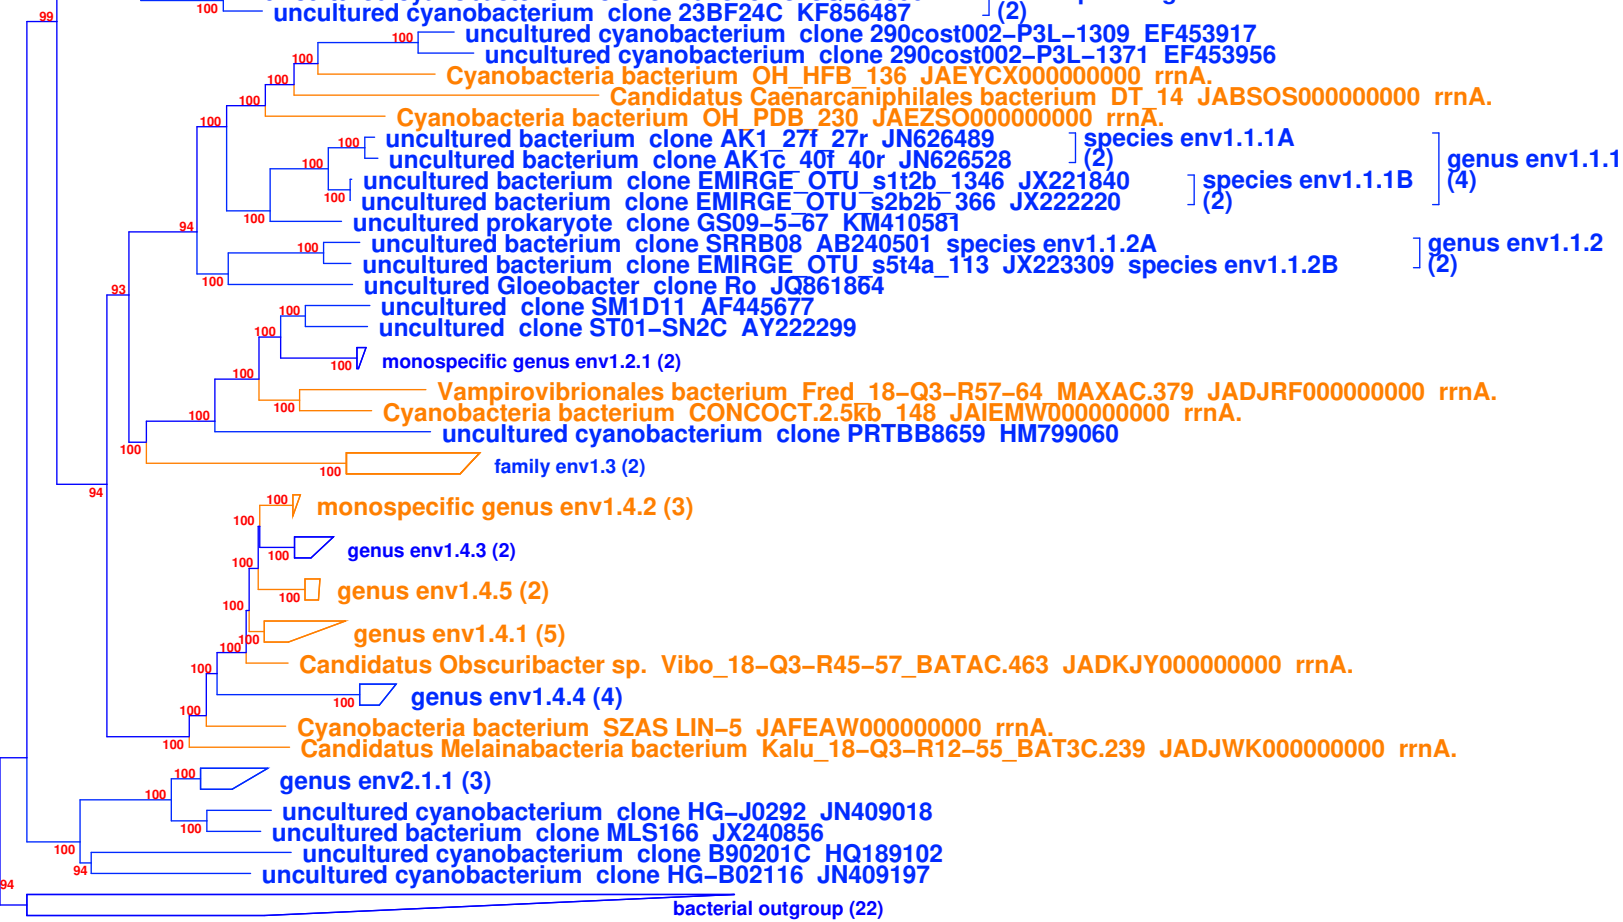 99
100 uncultured cyanobacterium clone 23BF24C KF856487 (2)
100 uncultured cyanobacterium clone 290cost002−P3L−1309 EF453917
100 uncultured cyanobacterium clone 290cost002−P3L−1371 EF453956
100 Cyanobacteria bacterium OH_HFB_136 JAEYCX000000000 rrnA.
100 Candidatus Caenarcaniphilales bacterium DT_14 JABSOS000000000 rrnA.
100 Cyanobacteria bacterium OH_PDB_230 JAEZSO000000000 rrnA.
100 uncultured bacterium clone AK1_27f_27r JN626489 species env1.1.1A
100 uncultured bacterium clone AK1c_40f_40r JN626528 (2) genus env1.1.1
uncultured bacterium clone EMIRGE_OTU_s1t2b_1346 JX221840 species env1.1.1B (4)
100 uncultured bacterium clone EMIRGE_OTU_s2b2b_366 JX222220 (2)
94 100 uncultured prokaryote clone GS09−5−67 KM410581
100 uncultured bacterium clone SRRB08 AB240501 species env1.1.2A genus env1.1.2
uncultured bacterium clone EMIRGE_OTU_s5t4a_113 JX223309 species env1.1.2B (2)
93 100 uncultured Gloeobacter clone Ro JQ861864
100 uncultured clone SM1D11 AF445677
100 uncultured clone ST01−SN2C AY222299
100 monospecific genus env1.2.1 (2)
100 Vampirovibrionales bacterium Fred_18−Q3−R57−64_MAXAC.379 JADJRF000000000 rrnA.
100 100 Cyanobacteria bacterium CONCOCT.2.5kb_148 JAIEMW000000000 rrnA.
uncultured cyanobacterium clone PRTBB8659 HM799060
100
100 family env1.3 (2)
94
100 monospecific genus env1.4.2 (3)
100
100 genus env1.4.3 (2)
100
100 genus env1.4.5 (2)
100
100 genus env1.4.1 (5)
100
100 Candidatus Obscuribacter sp. Vibo_18−Q3−R45−57_BATAC.463 JADKJY000000000 rrnA.
100 genus env1.4.4 (4)
100
Cyanobacteria bacterium SZAS LIN−5 JAFEAW000000000 rrnA.
100 Candidatus Melainabacteria bacterium Kalu_18−Q3−R12−55_BAT3C.239 JADJWK000000000 rrnA.
100 genus env2.1.1 (3)
100
uncultured cyanobacterium clone HG−J0292 JN409018
100 uncultured bacterium clone MLS166 JX240856
100 uncultured cyanobacterium clone B90201C HQ189102
94 uncultured cyanobacterium clone HG−B02116 JN409197
94
bacterial outgroup (22)